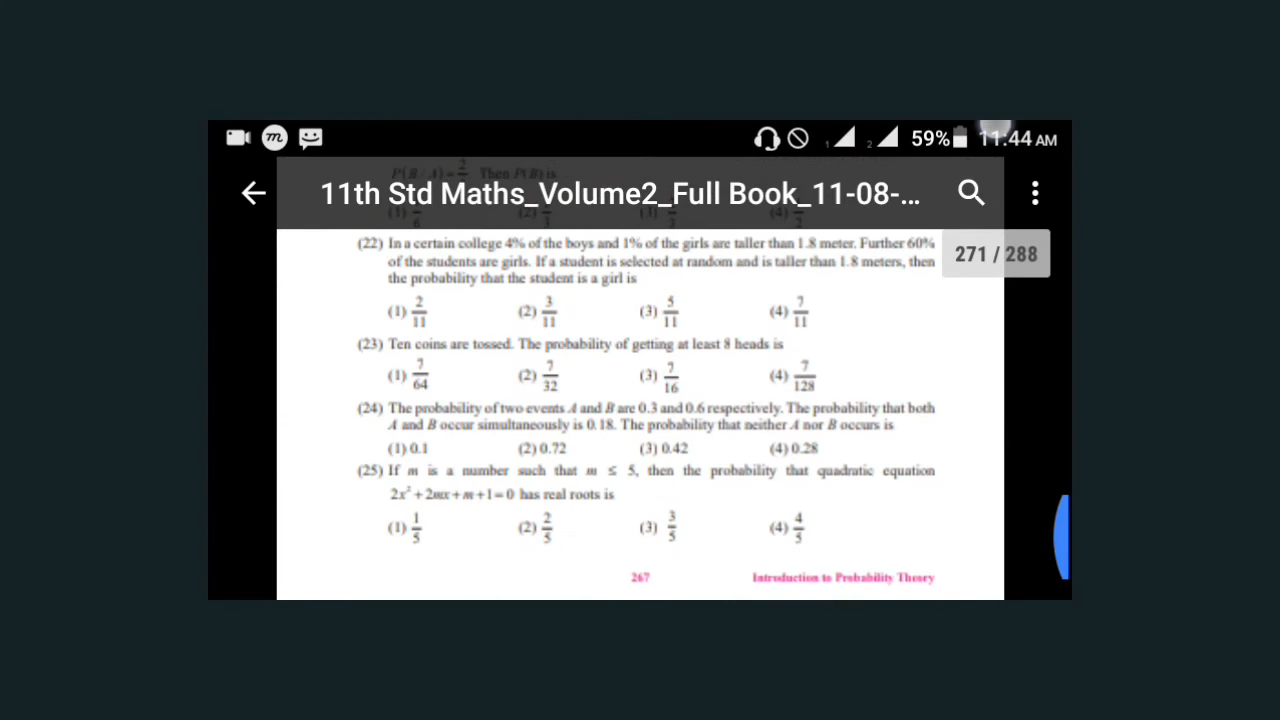 59% 11:44 AM
P(B/A)= Then P(B) is
11th Std Maths_Volume2_Full Book_11-08-...
(1) (2) (3) (4)
271 / 288
(22) In a certain college 4% of the boys and 1% of the girls are taller than 1.8 meter. Further 60%
of the students are girls. If a student is selected at random and is taller than 1.8 meters, then
the probability that the student is a girl is
(1) 2/11 (2) 3/11 (3) 5/11 (4) 7/11
(23) Ten coins are tossed. The probability of getting at least 8 heads is
(1) 7/64 (2) 7/32 (3) 7/16 (4) 7/128
(24) The probability of two events A and B are 0.3 and 0.6 respectively. The probability that both
A and B occur simultaneously is 0.18. The probability that neither A nor B occurs is
(1) 0.1 (2) 0.72 (3) 0.42 (4) 0.28
(25) If m is a number such that m ≤ 5, then the probability that quadratic equation
2x²+2mx+m+1=0 has real roots is
(1) 1/5 (2) 2/5 (3) 3/5 (4) 4/5
267 Introduction to Probability Theory